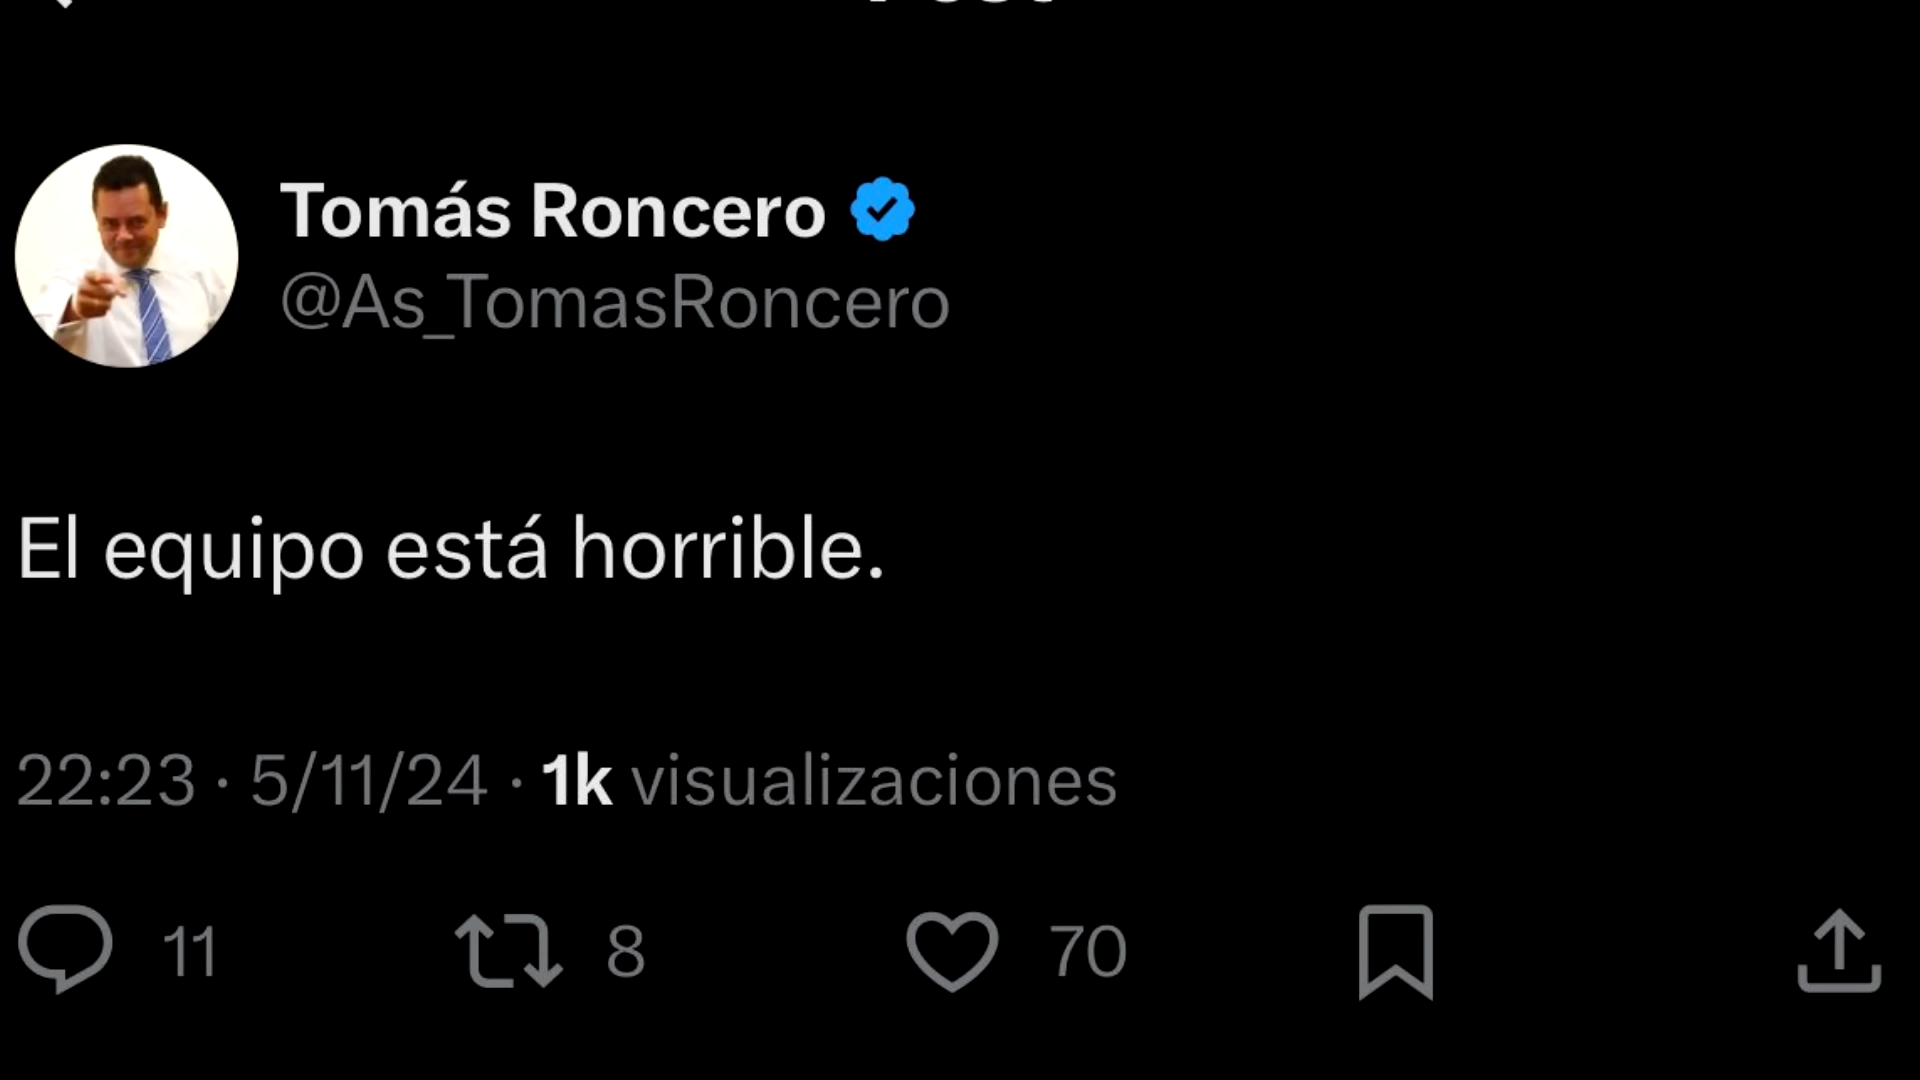 Tomás Roncero
@As_TomasRoncero
El equipo está horrible.
22:23 · 5/11/24 · 1k visualizaciones
11 8 70